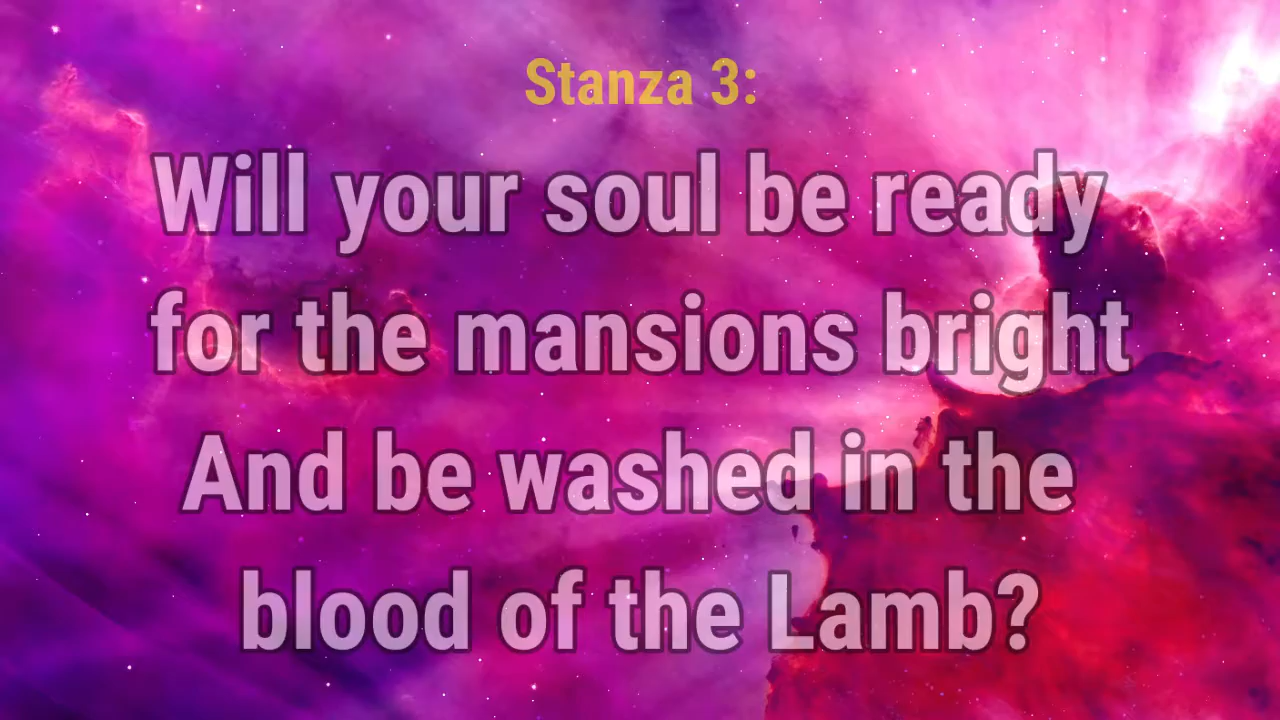 Stanza 3:
Will your soul be ready
for the mansions bright
And be washed in the
blood of the Lamb?